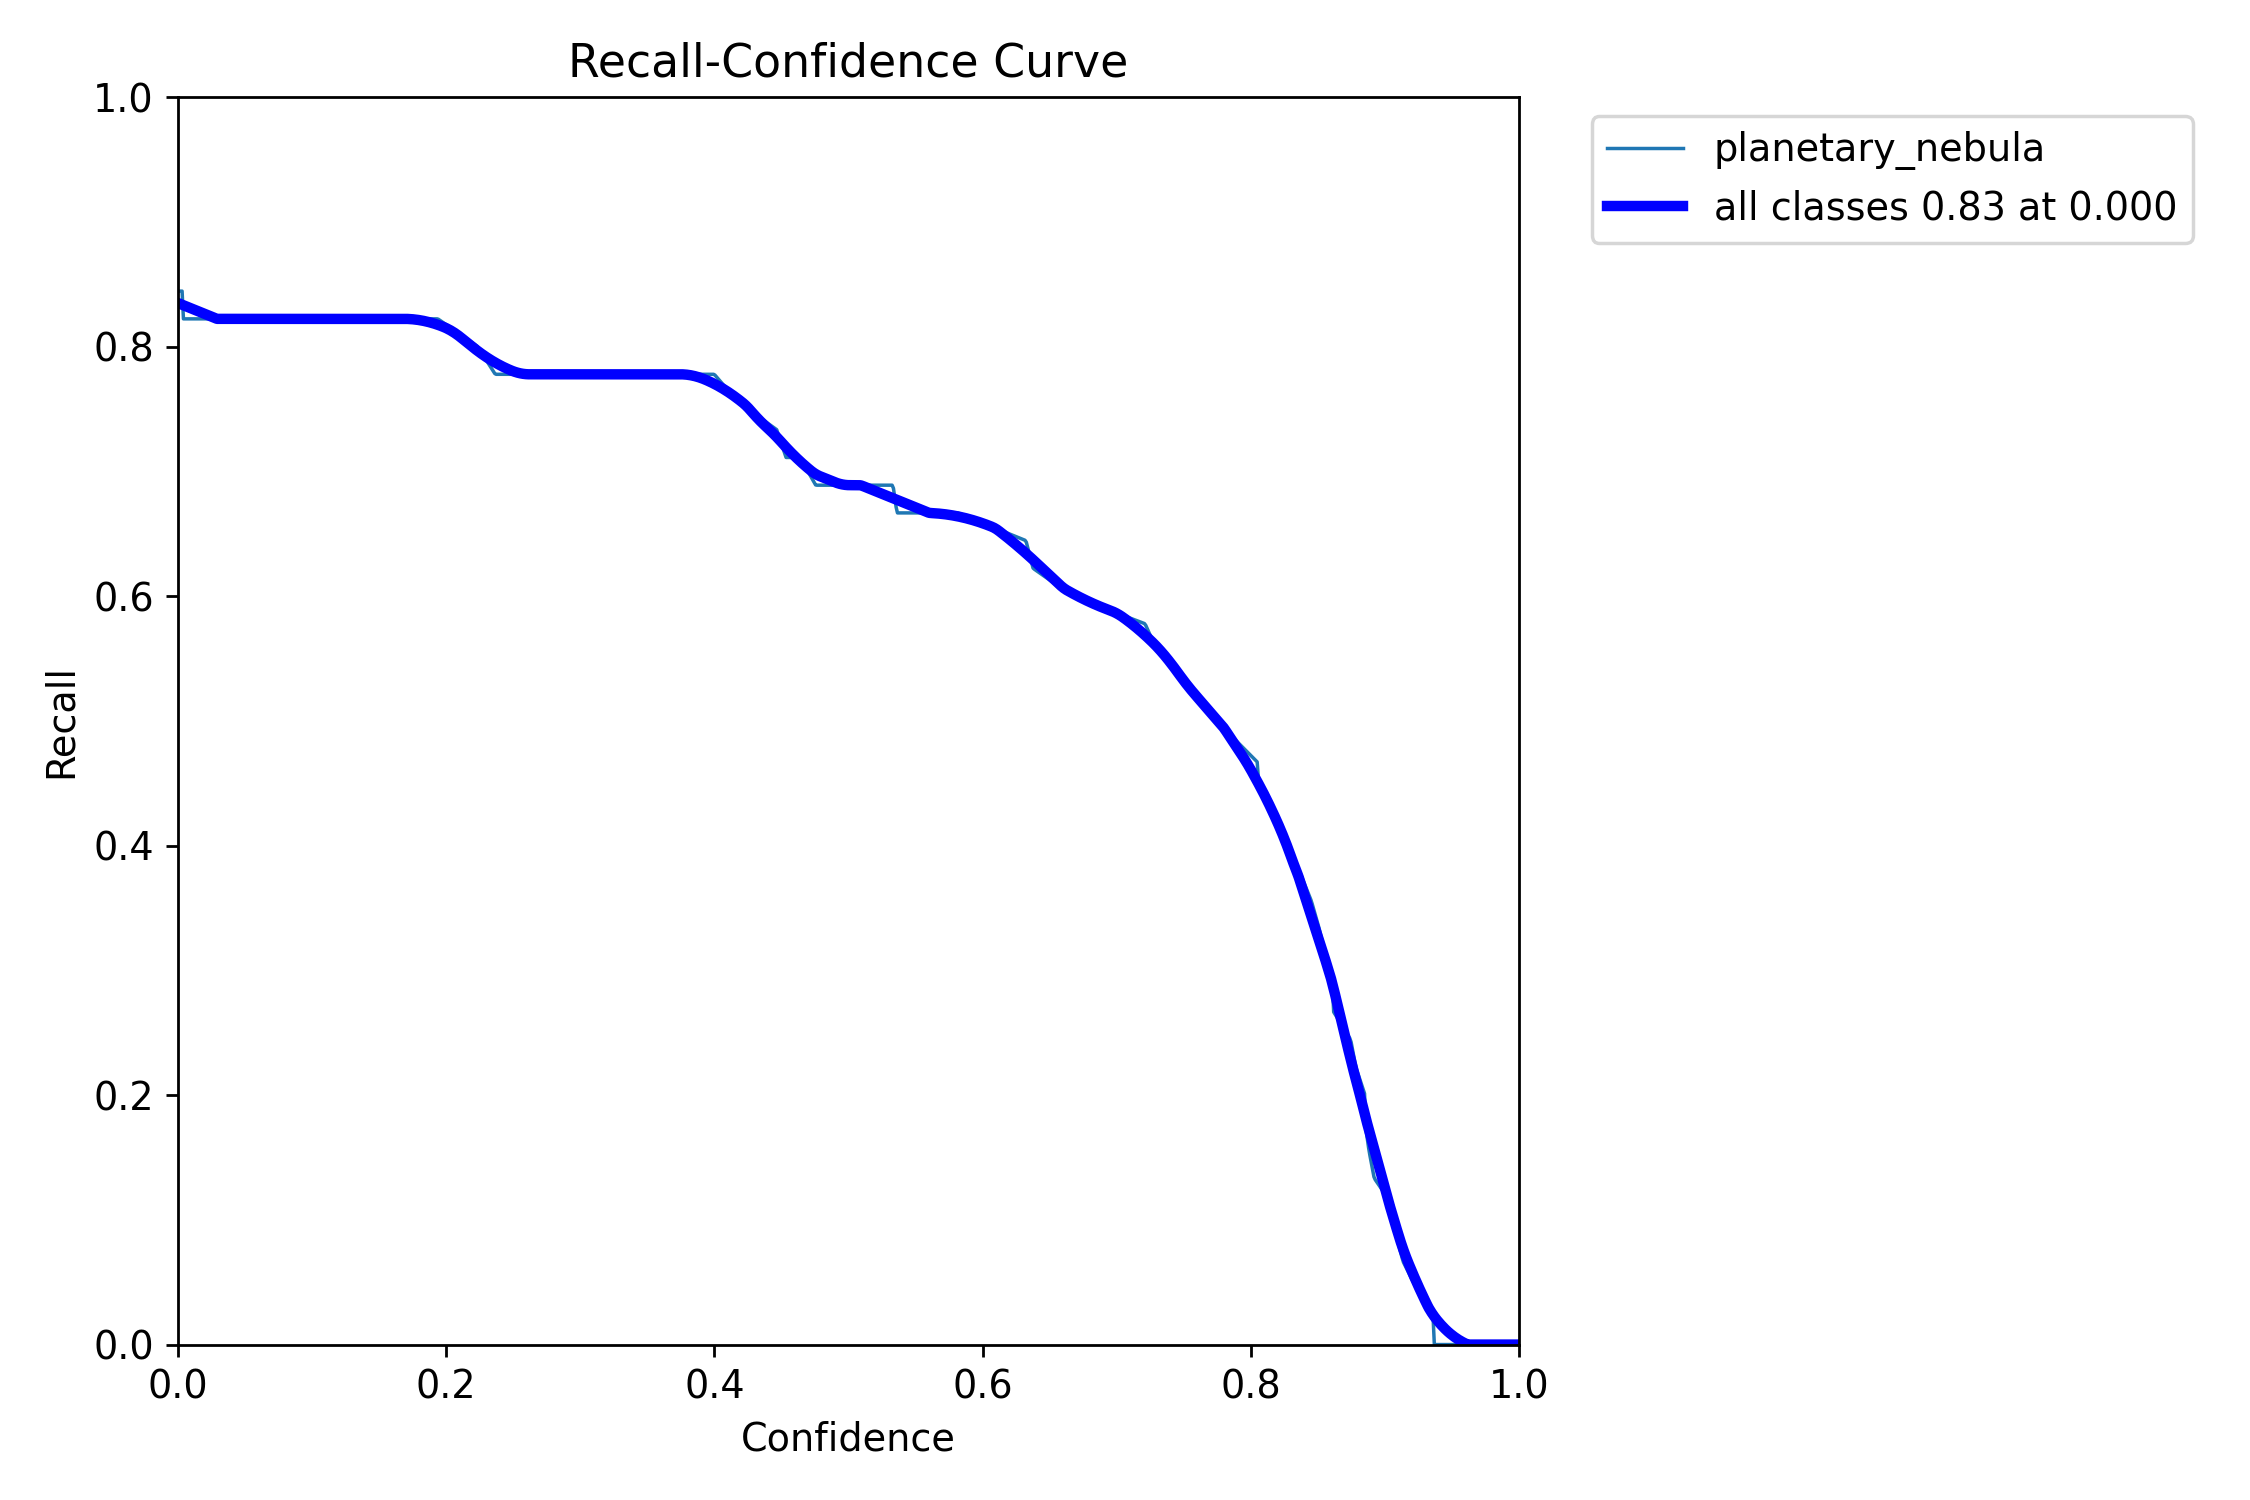 Recall-Confidence Curve
1.0
0.8
0.6
0.4
0.2
0.0
Recall
0.0 0.2 0.4 0.6 0.8 1.0
Confidence
planetary_nebula
all classes 0.83 at 0.000